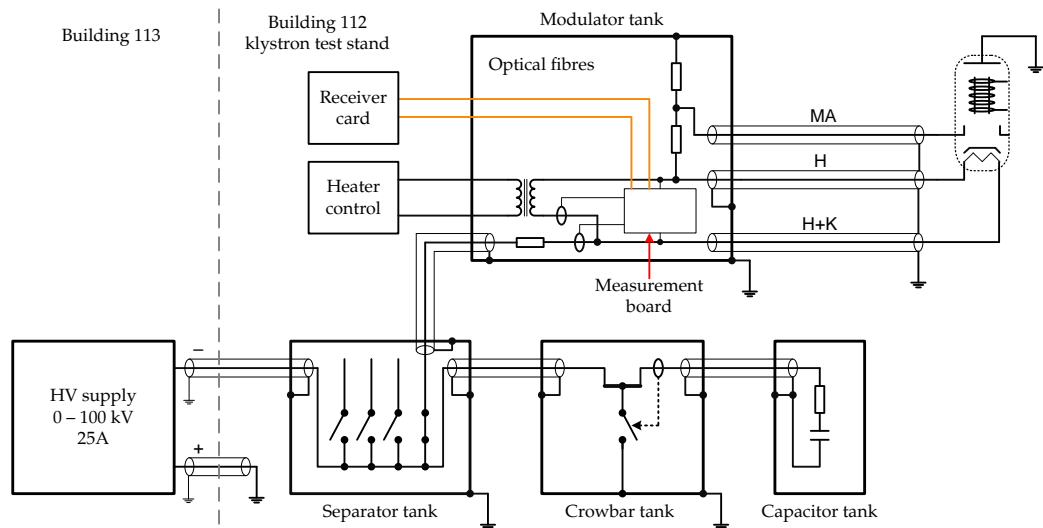 Building 113
Building 112
klystron test stand
Modulator tank
Optical fibres
Receiver
card
MA
H
Heater
control
H+K
Measurement
board
–
HV supply
0 – 100 kV
25A
+
Separator tank
Crowbar tank
Capacitor tank